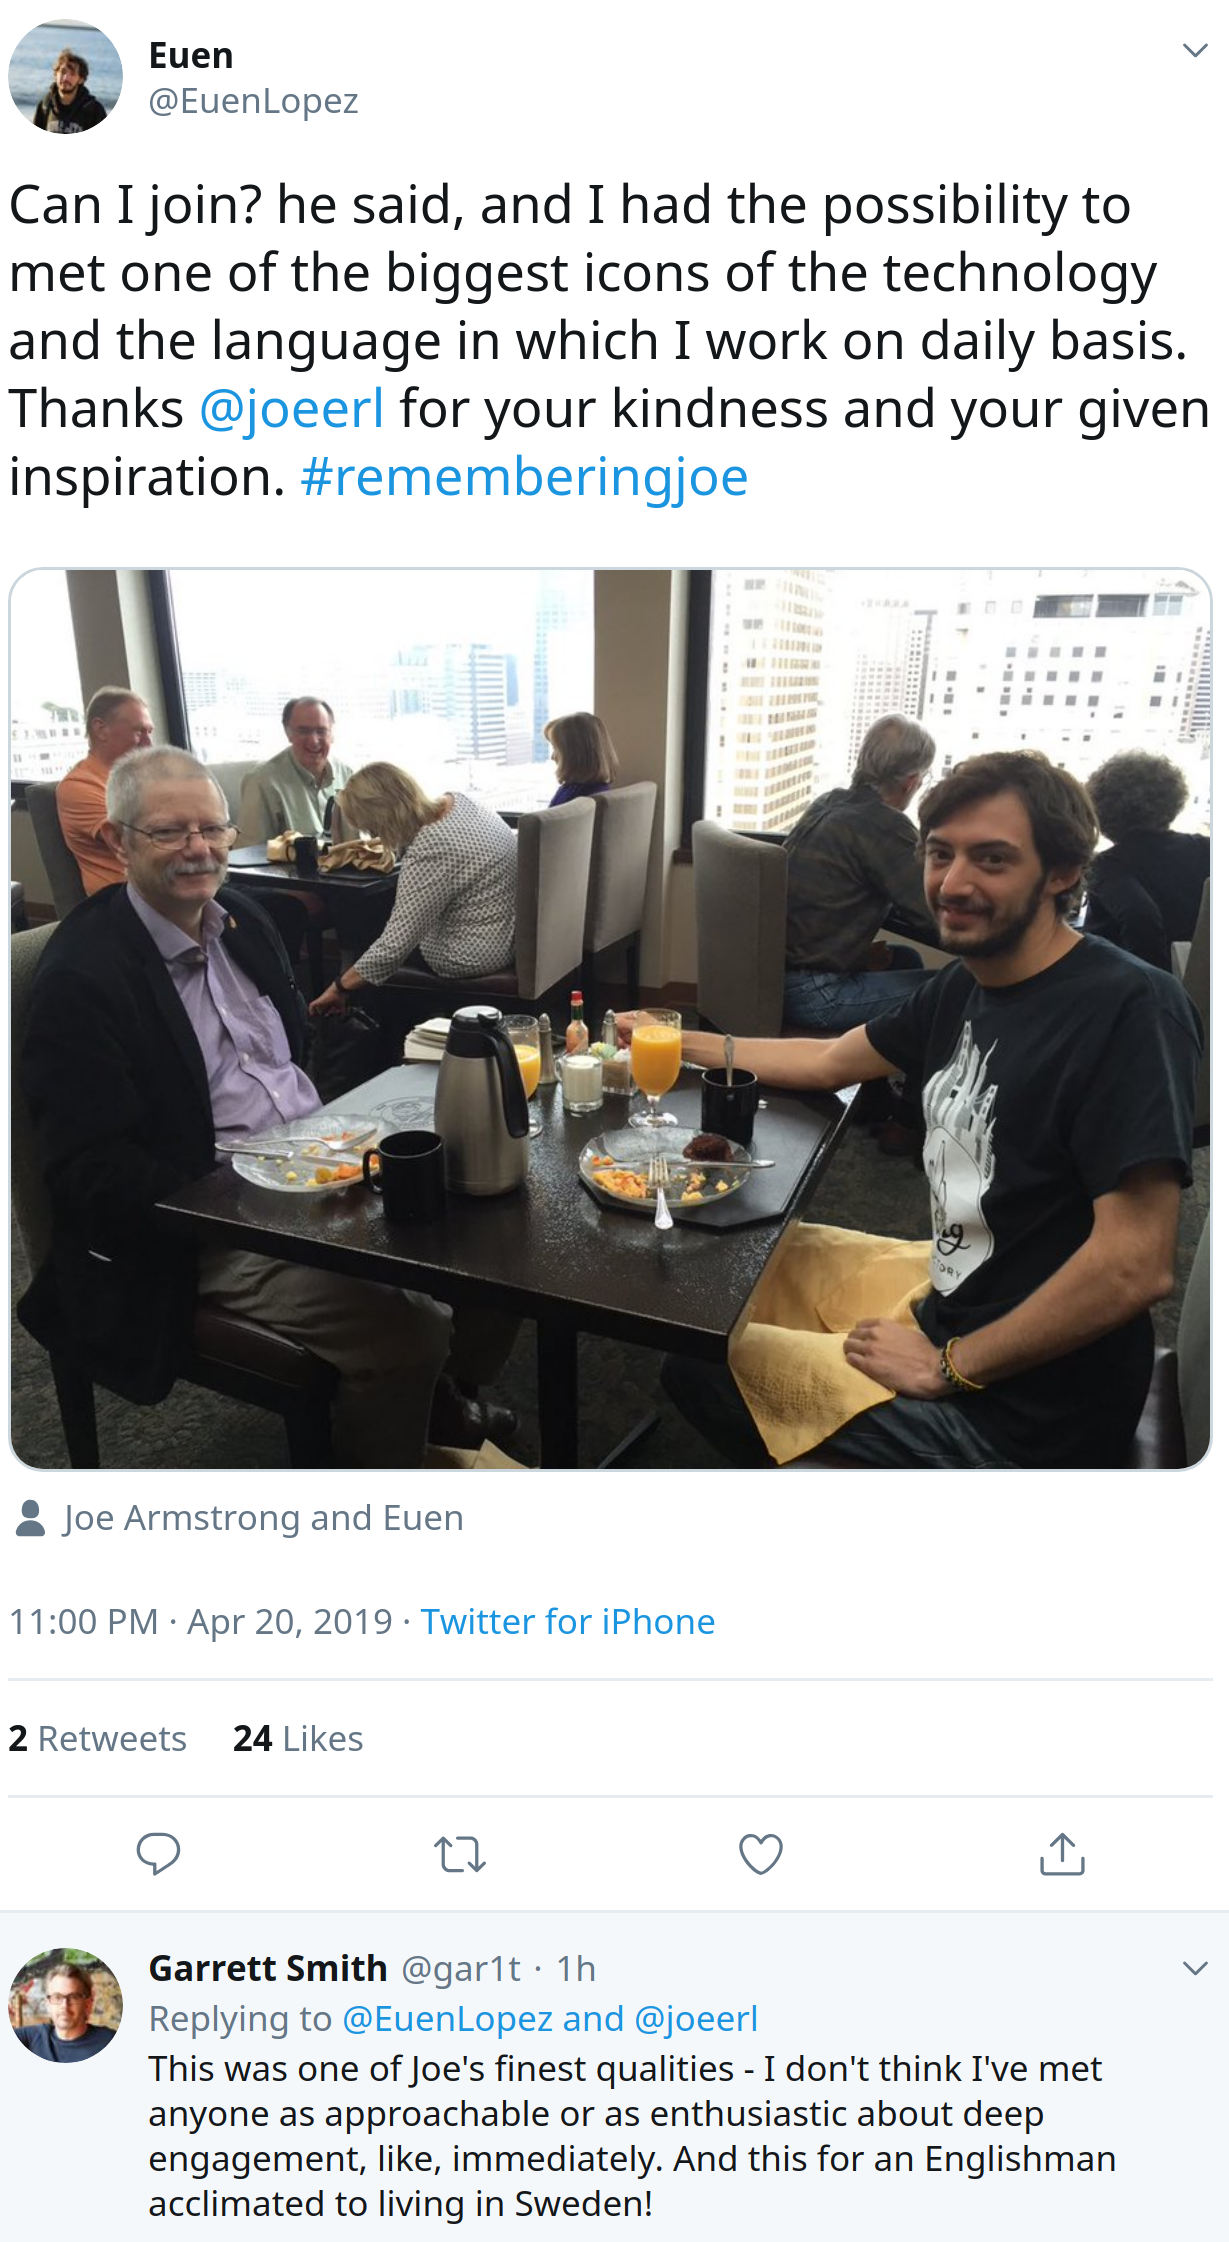 Euen
@EuenLopez
Can I join? he said, and I had the possibility to
met one of the biggest icons of the technology
and the language in which I work on daily basis.
Thanks @joeerl for your kindness and your given
inspiration. #rememberingjoe
Joe Armstrong and Euen
11:00 PM · Apr 20, 2019 · Twitter for iPhone
2 Retweets 24 Likes
Garrett Smith @gar1t · 1h
Replying to @EuenLopez and @joeerl
This was one of Joe's finest qualities - I don't think I've met
anyone as approachable or as enthusiastic about deep
engagement, like, immediately. And this for an Englishman
acclimated to living in Sweden!